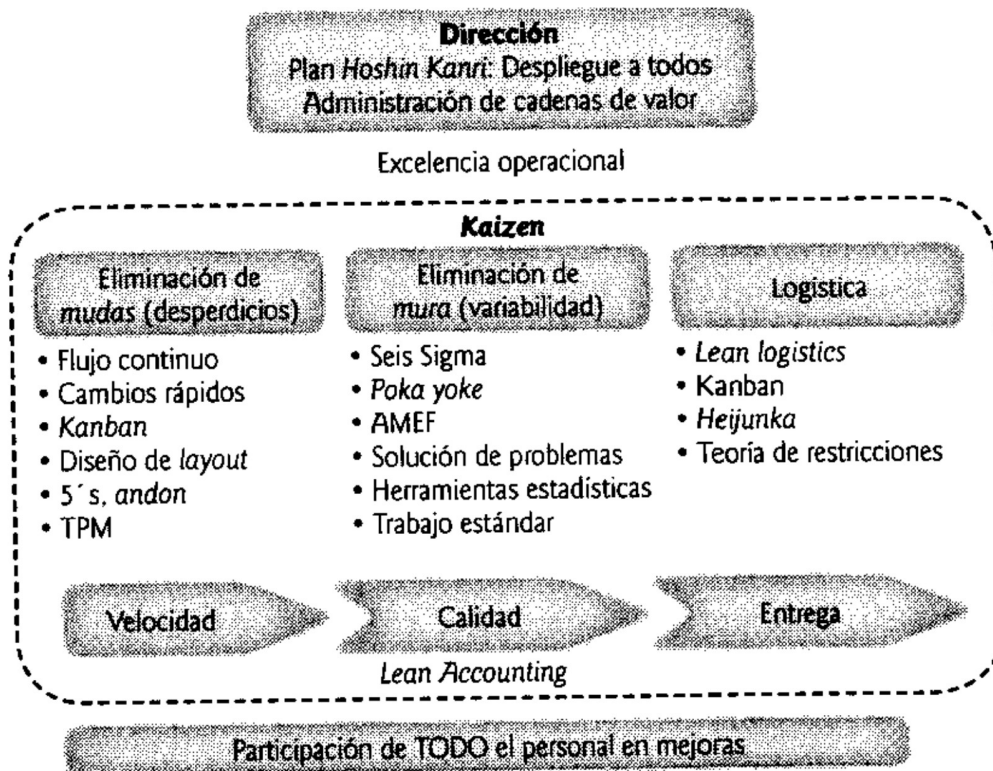 Dirección
Plan Hoshin Kanri: Despliegue a todos
Administración de cadenas de valor
Excelencia operacional
Kaizen
Eliminación de
mudas (desperdicios)
• Flujo continuo
• Cambios rápidos
• Kanban
• Diseño de layout
• 5´s, andon
• TPM
Eliminación de
mura (variabilidad)
• Seis Sigma
• Poka yoke
• AMEF
• Solución de problemas
• Herramientas estadísticas
• Trabajo estándar
Logística
• Lean logistics
• Kanban
• Heijunka
• Teoría de restricciones
Velocidad
Calidad
Entrega
Lean Accounting
Participación de TODO el personal en mejoras